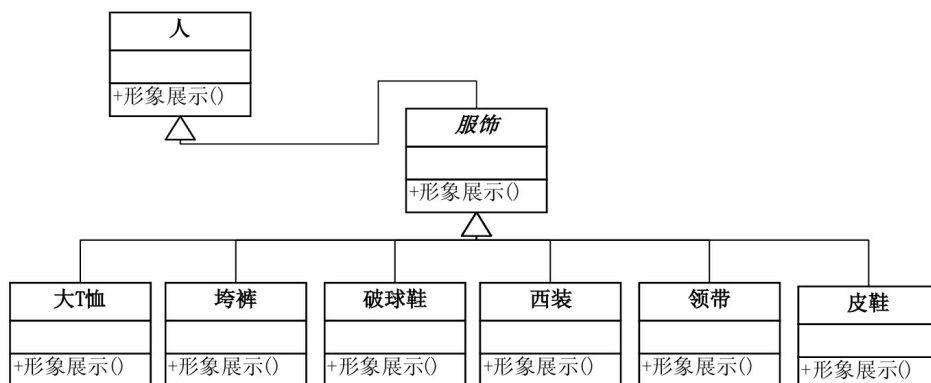 人
+形象展示()
服饰
+形象展示()
大T恤
+形象展示()
垮裤
+形象展示()
破球鞋
+形象展示()
西装
+形象展示()
领带
+形象展示()
皮鞋
+形象展示()